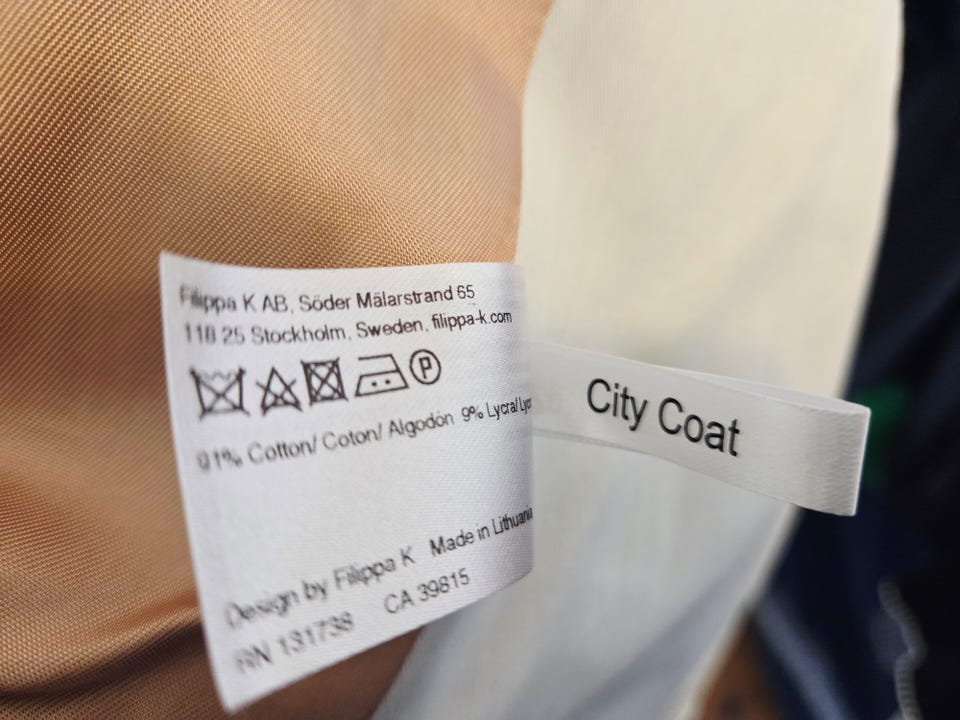 Filippa K AB, Söder Mälarstrand 65
118 25 Stockholm, Sweden, filippa-k.com
P
91% Cotton/ Coton/ Algodón 9% Lycra/
Design by Filippa K Made in Lithuania
RN 131738 CA 39815
City Coat